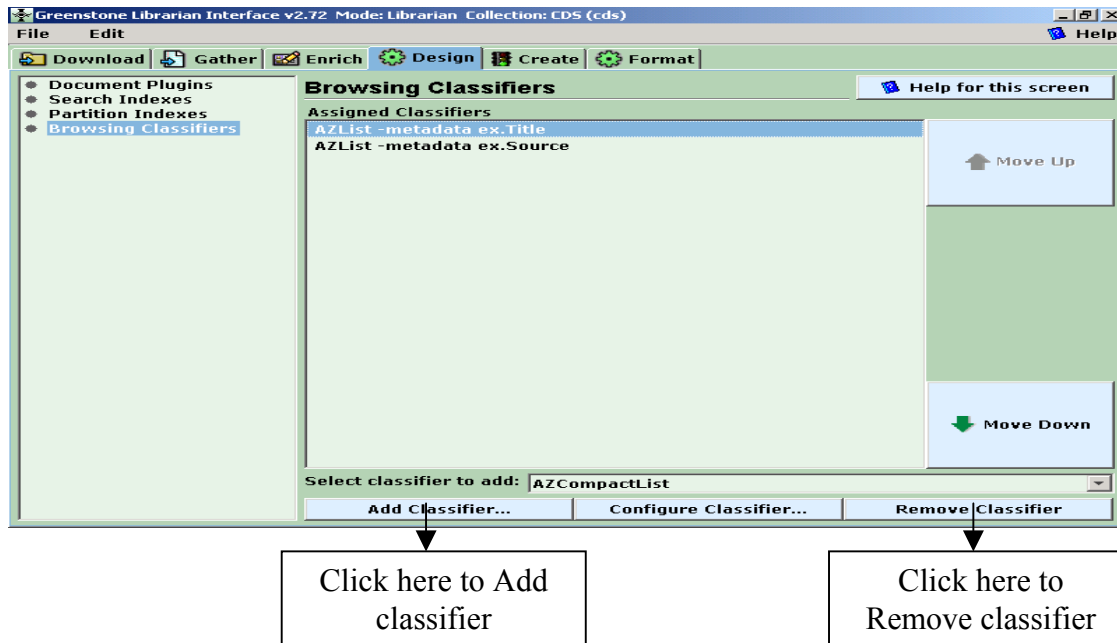 Greenstone Librarian Interface v2.72 Mode: Librarian Collection: CDS (cds)
File Edit Help
Download Gather Enrich Design Create Format
Document Plugins
Search Indexes
Partition Indexes
Browsing Classifiers
Browsing Classifiers
Help for this screen
Assigned Classifiers
AZList -metadata ex.Title
AZList -metadata ex.Source
Move Up
Move Down
Select classifier to add: AZCompactList
Add Classifier... Configure Classifier... Remove Classifier
Click here to Add
classifier
Click here to
Remove classifier